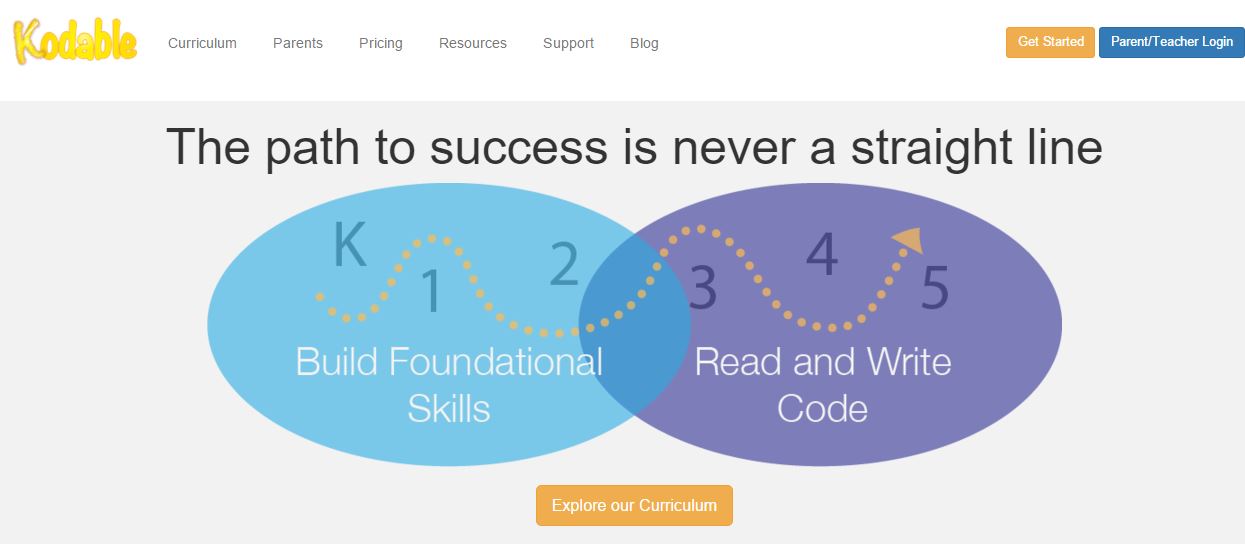 Kodable
Curriculum Parents Pricing Resources Support Blog
Get Started Parent/Teacher Login
The path to success is never a straight line
K 1 2 3 4 5
Build Foundational
Skills
Read and Write
Code
Explore our Curriculum